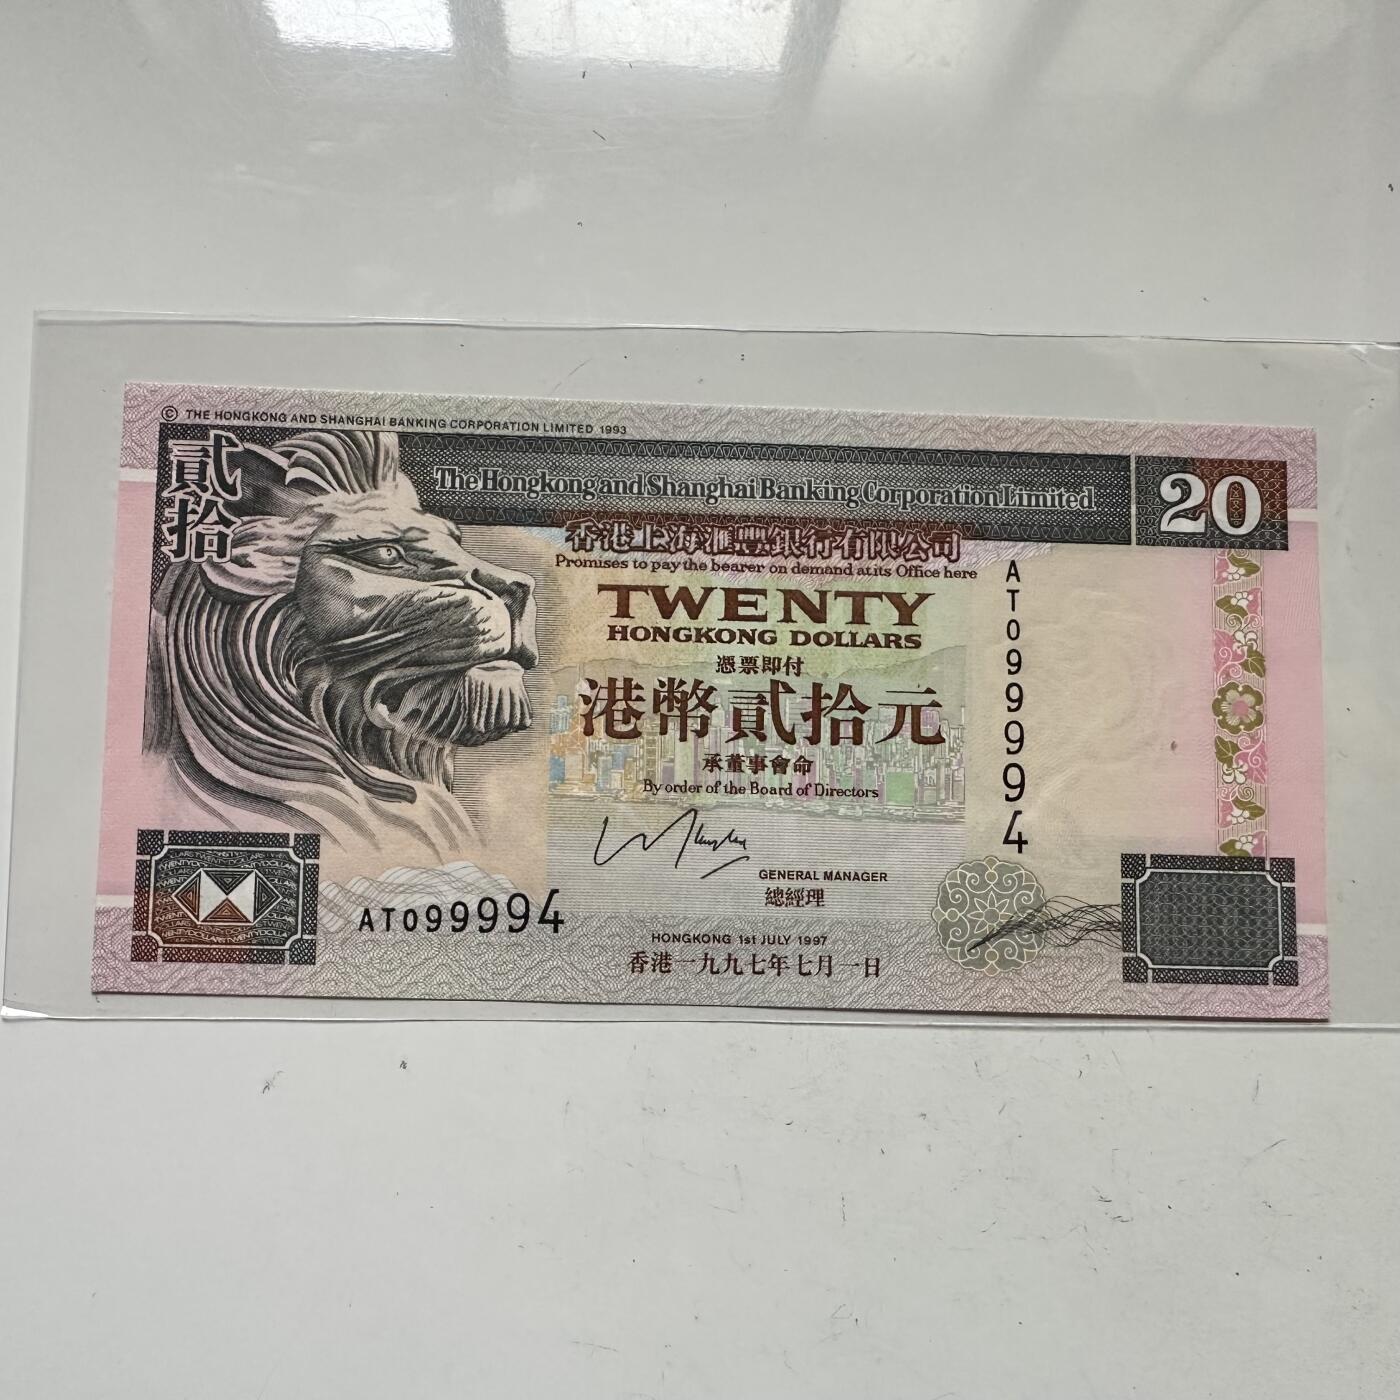 © THE HONGKONG AND SHANGHAI BANKING CORPORATION LIMITED 1993
貳拾
The Hongkong and Shanghai Banking Corporation Limited
20
香港上海滙豐銀行有限公司
Promises to pay the bearer on demand at its Office here
TWENTY
HONGKONG DOLLARS
憑票即付
港幣貳拾元
承董事會命
By order of the Board of Directors
GENERAL MANAGER
總經理
AT099994
AT099994
HONGKONG 1st JULY 1997
香港一九九七年七月一日